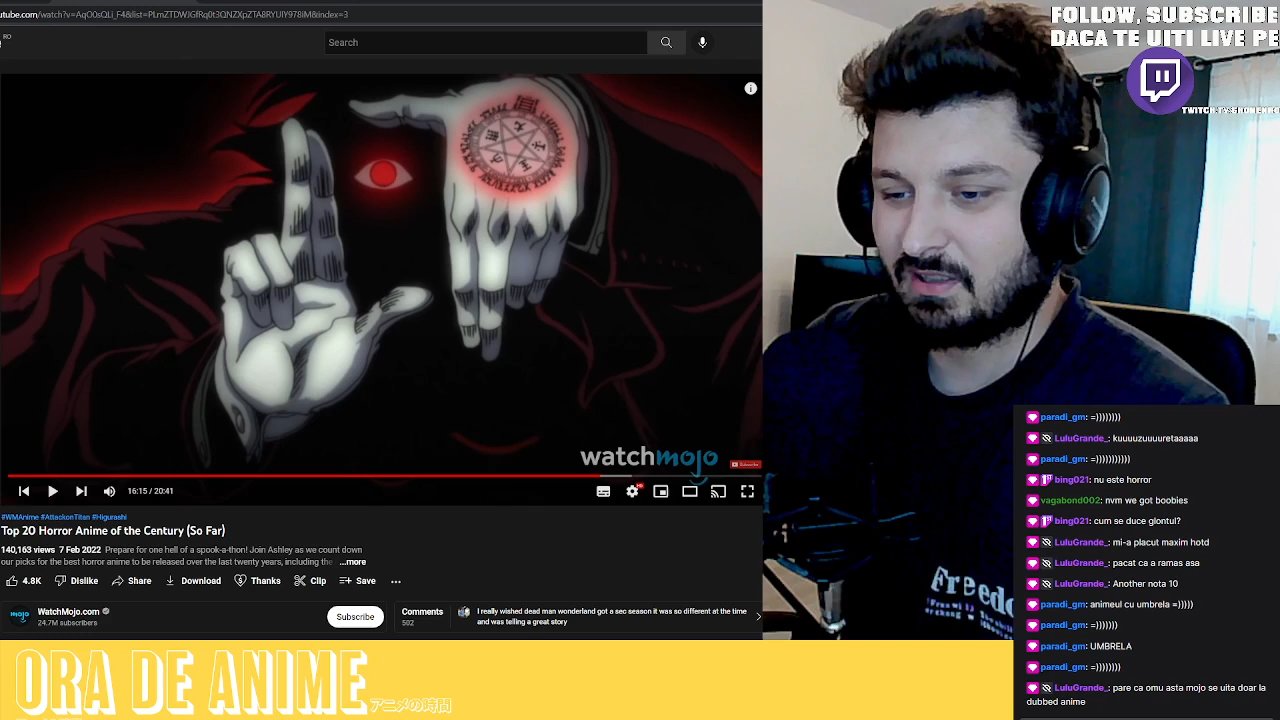 utube.com/watch?v=AqO0sQLi_F4&list=PLmZTDWJGfRq0t3QNZXpZTA8RYUlY978iM&index=3
RO
Search
watchmojo
Subscribe
16:15 / 20:41
#WMAnime #AttackonTitan #Higurashi
Top 20 Horror Anime of the Century (So Far)
140,163 views 7 Feb 2022 Prepare for one hell of a spook-a-thon! Join Ashley as we count down
our picks for the best horror anime to be released over the last twenty years, including the ...more
4.8K Dislike Share Download Thanks Clip Save
mojo
WatchMojo.com
24.7M subscribers
Subscribe
Comments
502
I really wished dead man wonderland got a sec season it was so different at the time
and was telling a great story
FOLLOW, SUBSCRIBE
DACA TE UITI LIVE PE
Freedo
paradi_gm: =))))))))
LuluGrande_: kuuuuzuuuuretaaaaa
paradi_gm: =)))))))))))
bing021: nu este horror
vagabond002: nvm we got boobies
bing021: cum se duce glontul?
LuluGrande_: mi-a placut maxim hotd
LuluGrande_: pacat ca a ramas asa
LuluGrande_: Another nota 10
paradi_gm: animeul cu umbrela =)))))
paradi_gm: =)))))))
paradi_gm: UMBRELA
paradi_gm: =))))))))
LuluGrande_: pare ca omu asta mojo se uita doar la
dubbed anime
ORA DE ANIME
アニメの時間